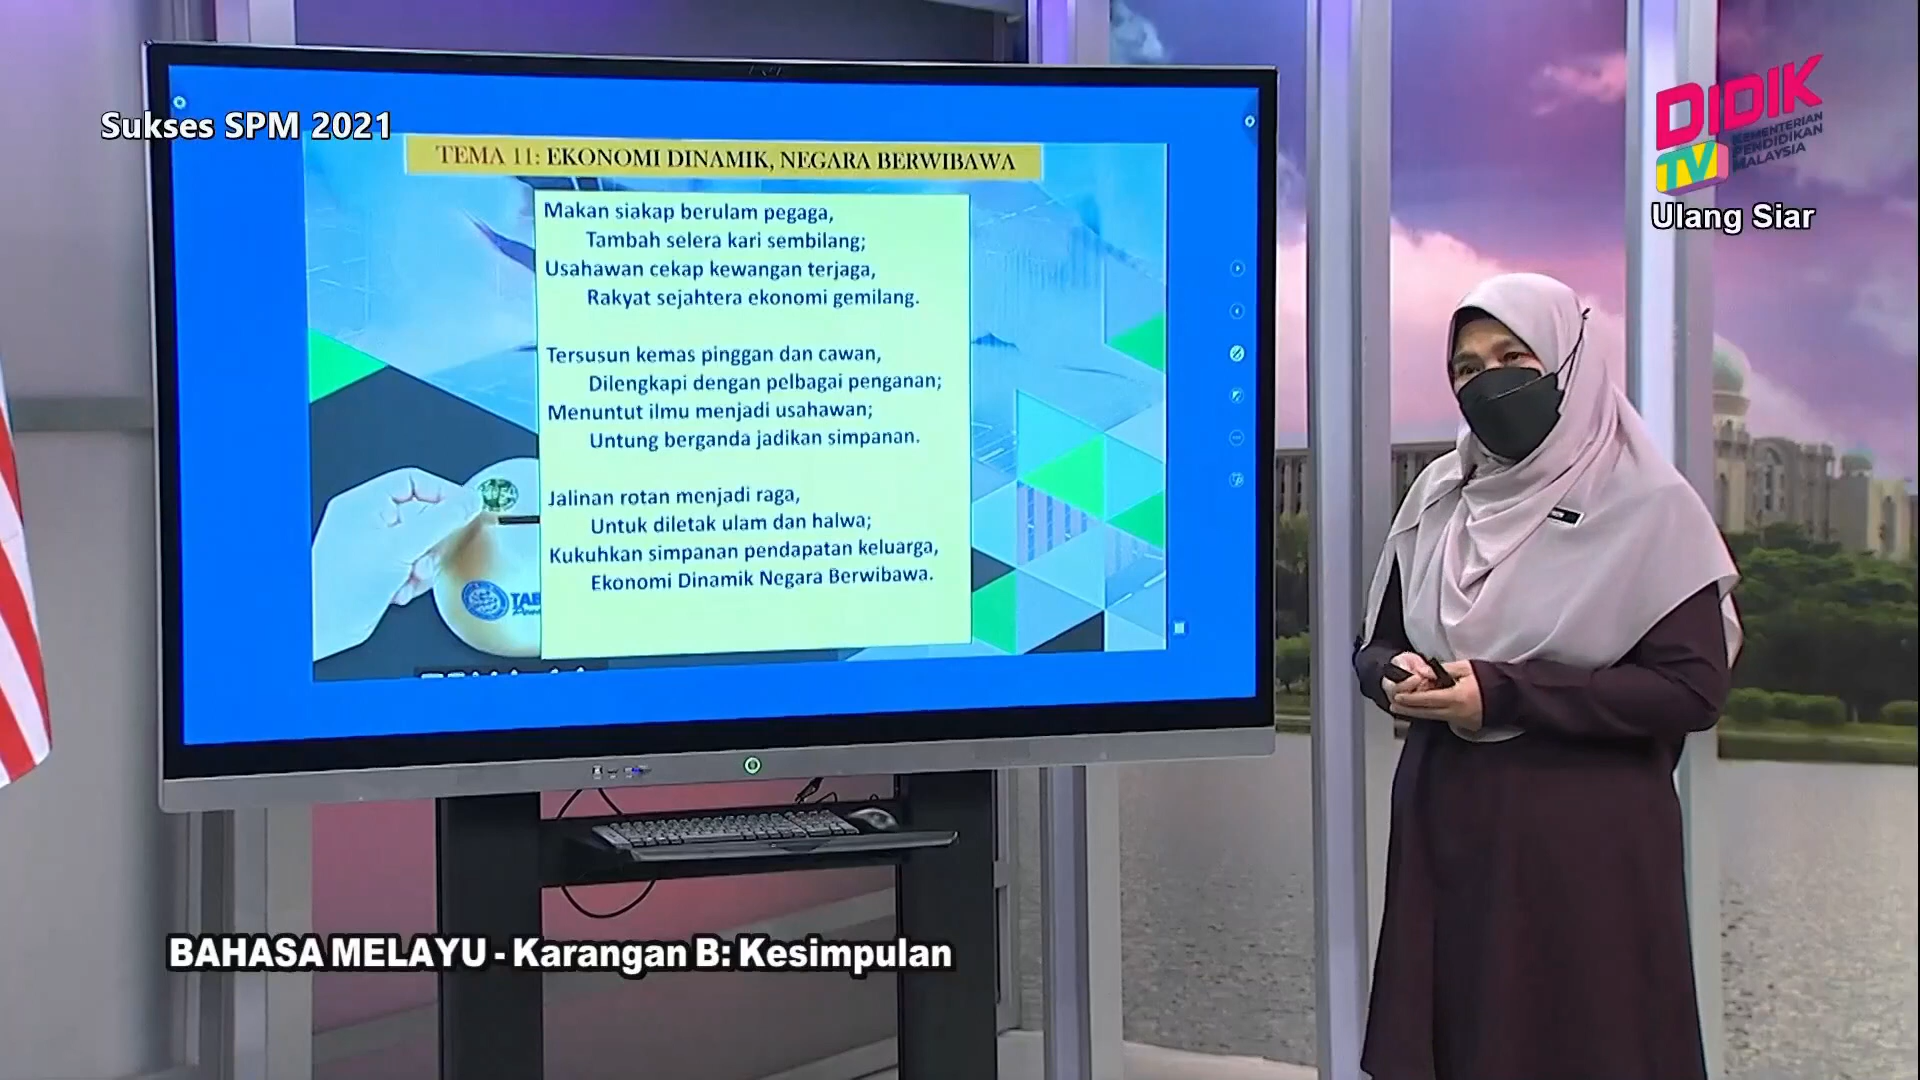 Sukses SPM 2021
TEMA 11: EKONOMI DINAMIK, NEGARA BERWIBAWA
Makan siakap berulam pegaga,
Tambah selera kari sembilang;
Usahawan cekap kewangan terjaga,
Rakyat sejahtera ekonomi gemilang.
Tersusun kemas pinggan dan cawan,
Dilengkapi dengan pelbagai penganan;
Menuntut ilmu menjadi usahawan;
Untung berganda jadikan simpanan.
Jalinan rotan menjadi raga,
Untuk diletak ulam dan halwa;
Kukuhkan simpanan pendapatan keluarga,
Ekonomi Dinamik Negara Berwibawa.
DIDIK
TV
KEMENTERIAN
PENDIDIKAN
MALAYSIA
Ulang Siar
BAHASA MELAYU - Karangan B: Kesimpulan